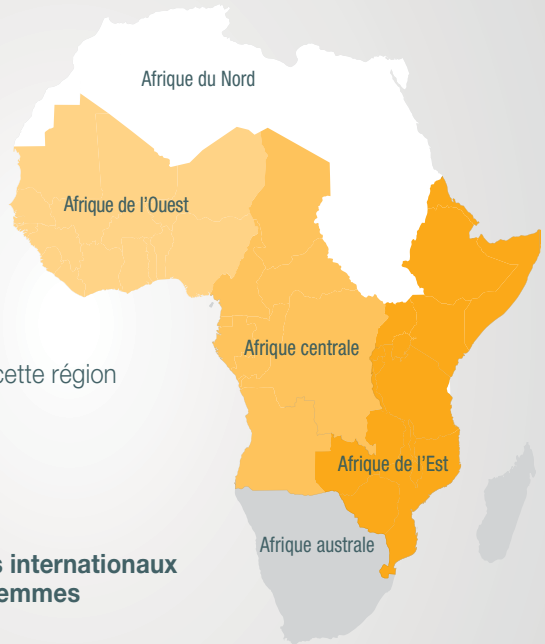 Afrique du Nord
Afrique de l'Ouest
Afrique centrale
cette région
Afrique de l'Est
Afrique australe
s internationaux
emmes